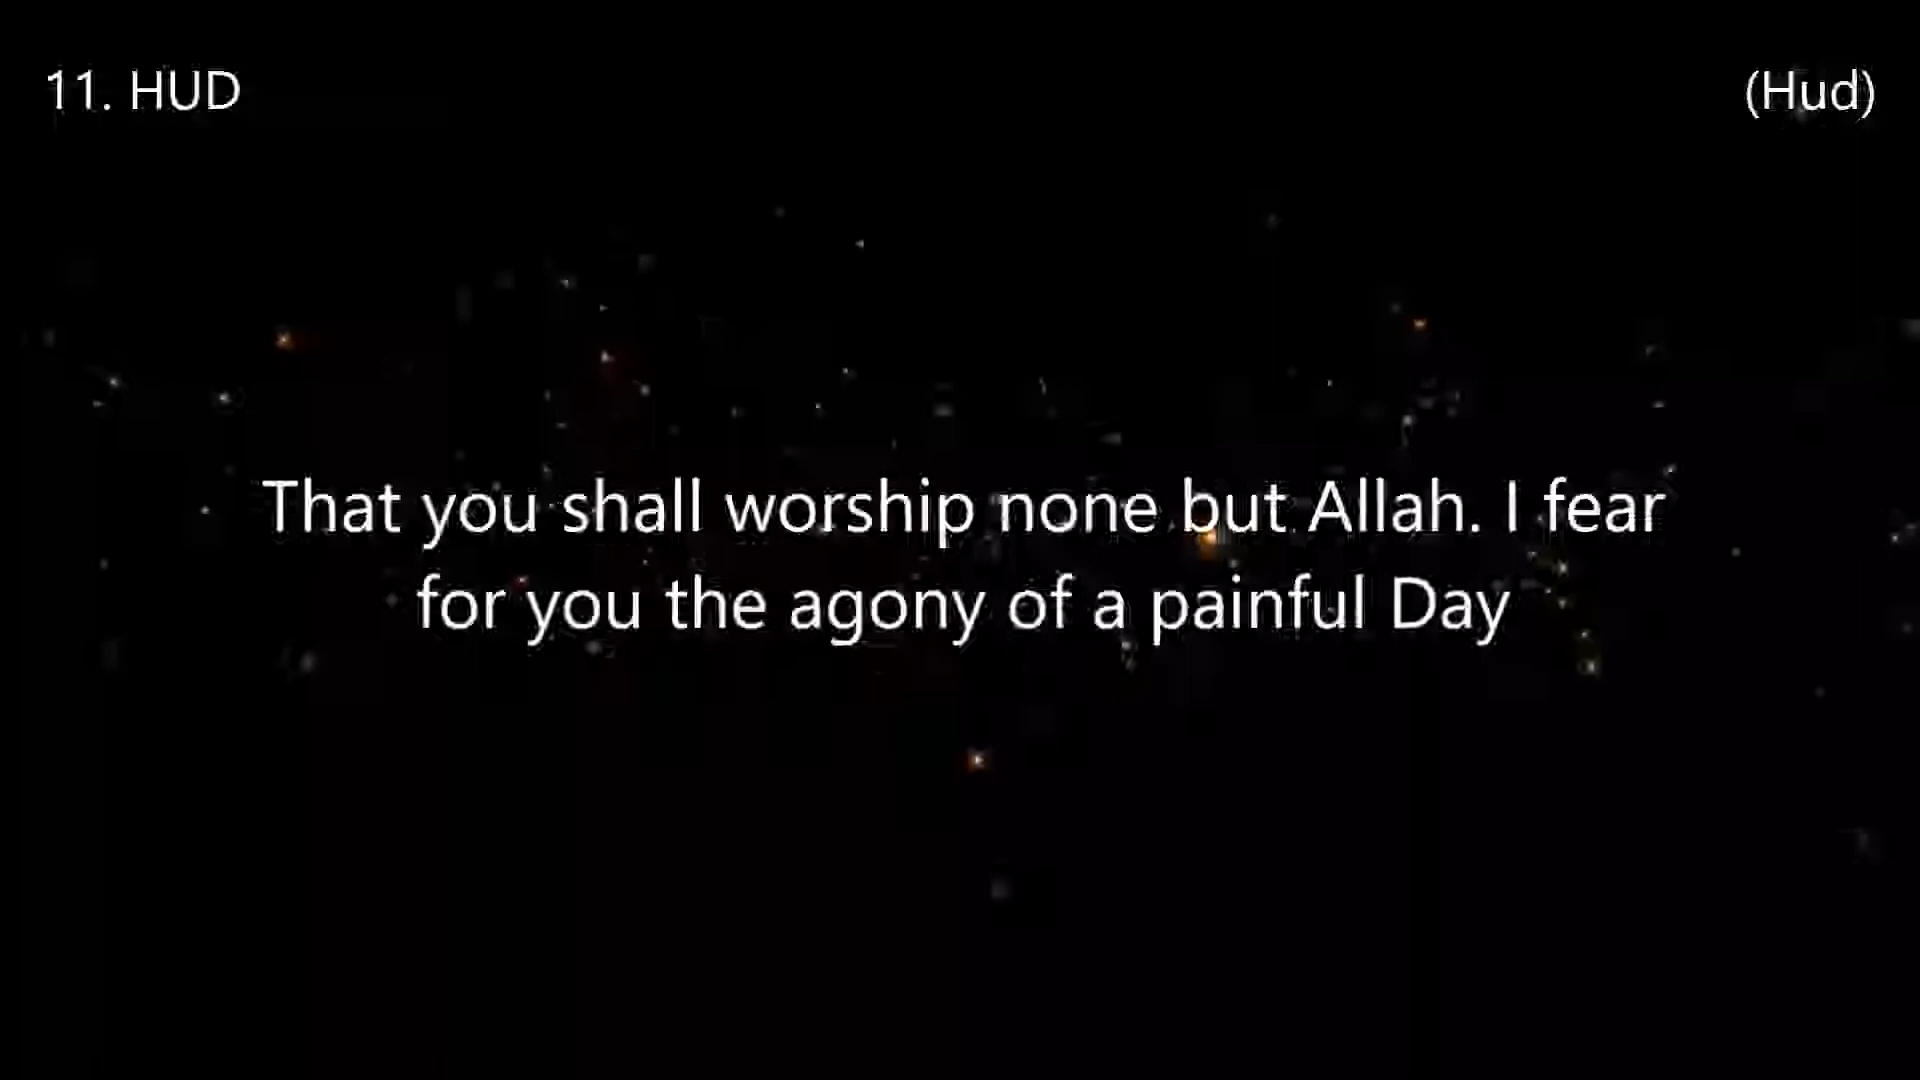 11. HUD
(Hud)
That you shall worship none but Allah. I fear
for you the agony of a painful Day